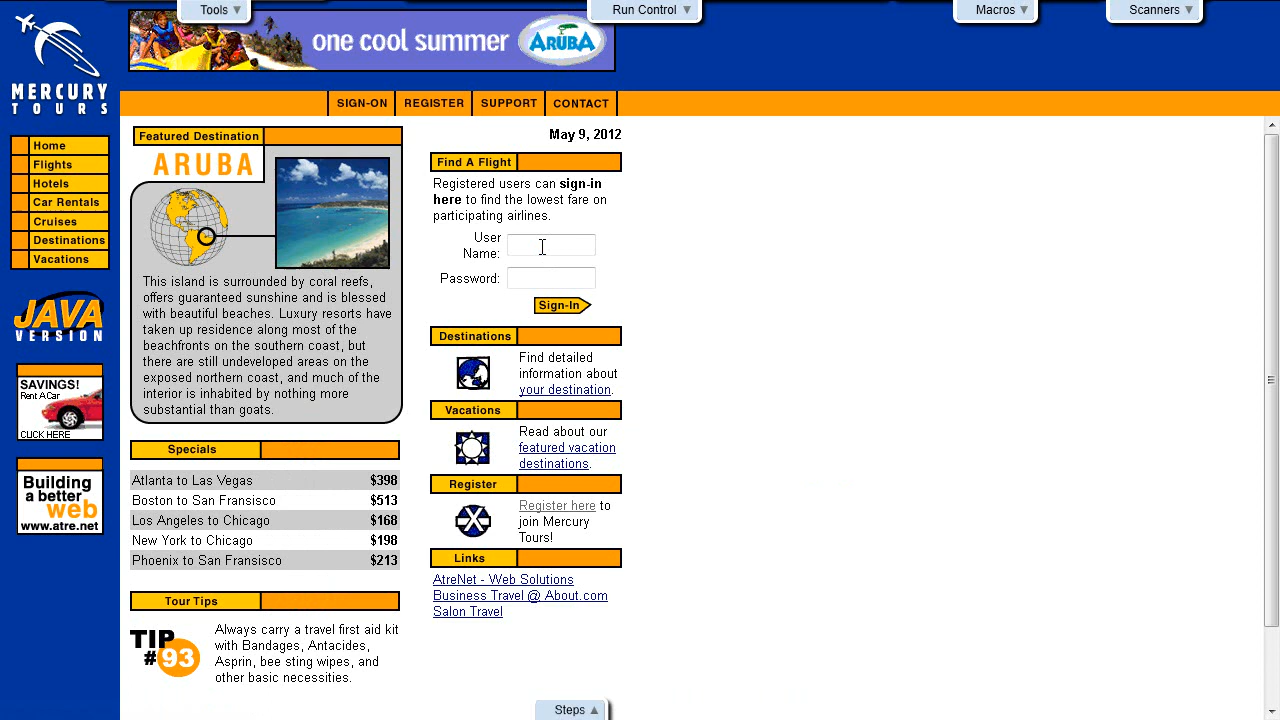 Tools
Run Control
Macros
Scanners
one cool summer ARUBA
MERCURY
TOURS
SIGN-ON
REGISTER
SUPPORT
CONTACT
Home
Flights
Hotels
Car Rentals
Cruises
Destinations
Vacations
JAVA
VERSION
SAVINGS!
Rent A Car
CLICK HERE
Building
a better
web
www.atre.net
Featured Destination
ARUBA
This island is surrounded by coral reefs,
offers guaranteed sunshine and is blessed
with beautiful beaches. Luxury resorts have
taken up residence along most of the
beachfronts on the southern coast, but
there are still undeveloped areas on the
exposed northern coast, and much of the
interior is inhabited by nothing more
substantial than goats.
Specials
Atlanta to Las Vegas $398
Boston to San Fransisco $513
Los Angeles to Chicago $168
New York to Chicago $198
Phoenix to San Fransisco $213
Tour Tips
TIP
#93
Always carry a travel first aid kit
with Bandages, Antacides,
Asprin, bee sting wipes, and
other basic necessities.
May 9, 2012
Find A Flight
Registered users can sign-in
here to find the lowest fare on
participating airlines.
User
Name:
Password:
Sign-In
Destinations
Find detailed
information about
your destination.
Vacations
Read about our
featured vacation
destinations.
Register
Register here to
join Mercury
Tours!
Links
AtreNet - Web Solutions
Business Travel @ About.com
Salon Travel
Steps